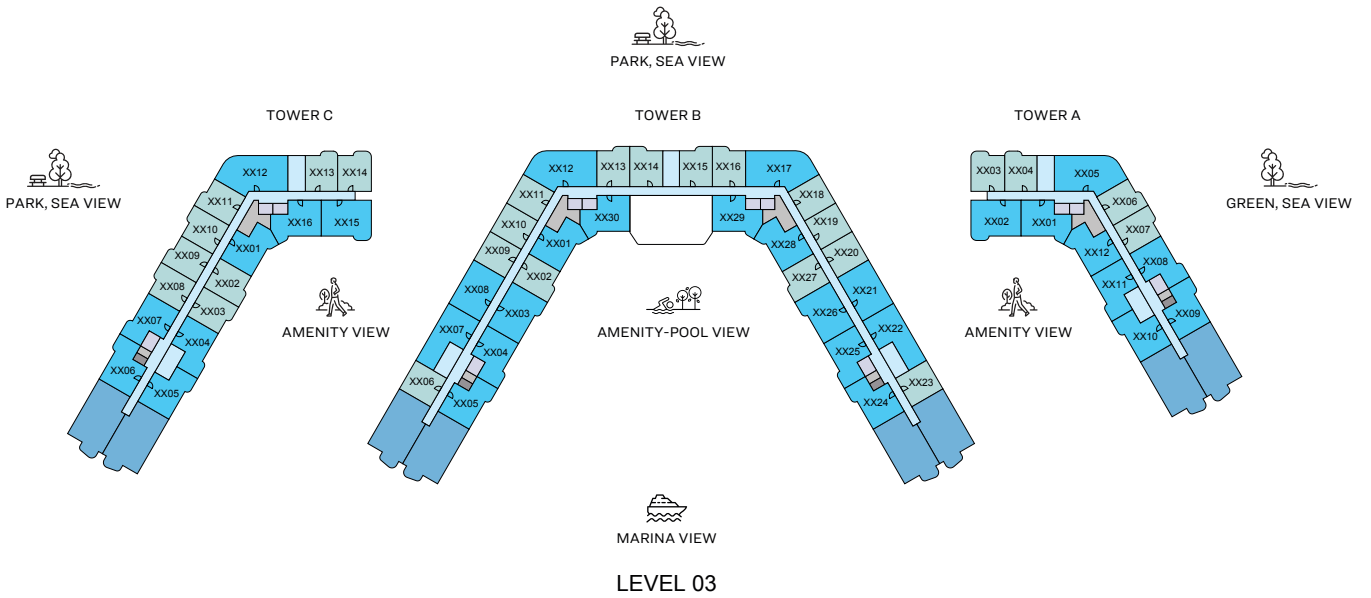 PARK, SEA VIEW
TOWER C
TOWER B
TOWER A
PARK, SEA VIEW
GREEN, SEA VIEW
XX12
XX13
XX14
XX11
XX10
XX09
XX08
XX07
XX06
XX16
XX15
XX01
XX02
XX03
XX04
XX05
XX12
XX13
XX14
XX15
XX16
XX17
XX11
XX10
XX09
XX08
XX07
XX06
XX30
XX01
XX02
XX03
XX04
XX05
XX29
XX28
XX27
XX26
XX25
XX24
XX18
XX19
XX20
XX21
XX22
XX23
XX03
XX04
XX05
XX02
XX01
XX06
XX07
XX08
XX09
XX12
XX11
XX10
AMENITY VIEW
AMENITY-POOL VIEW
AMENITY VIEW
MARINA VIEW
LEVEL 03